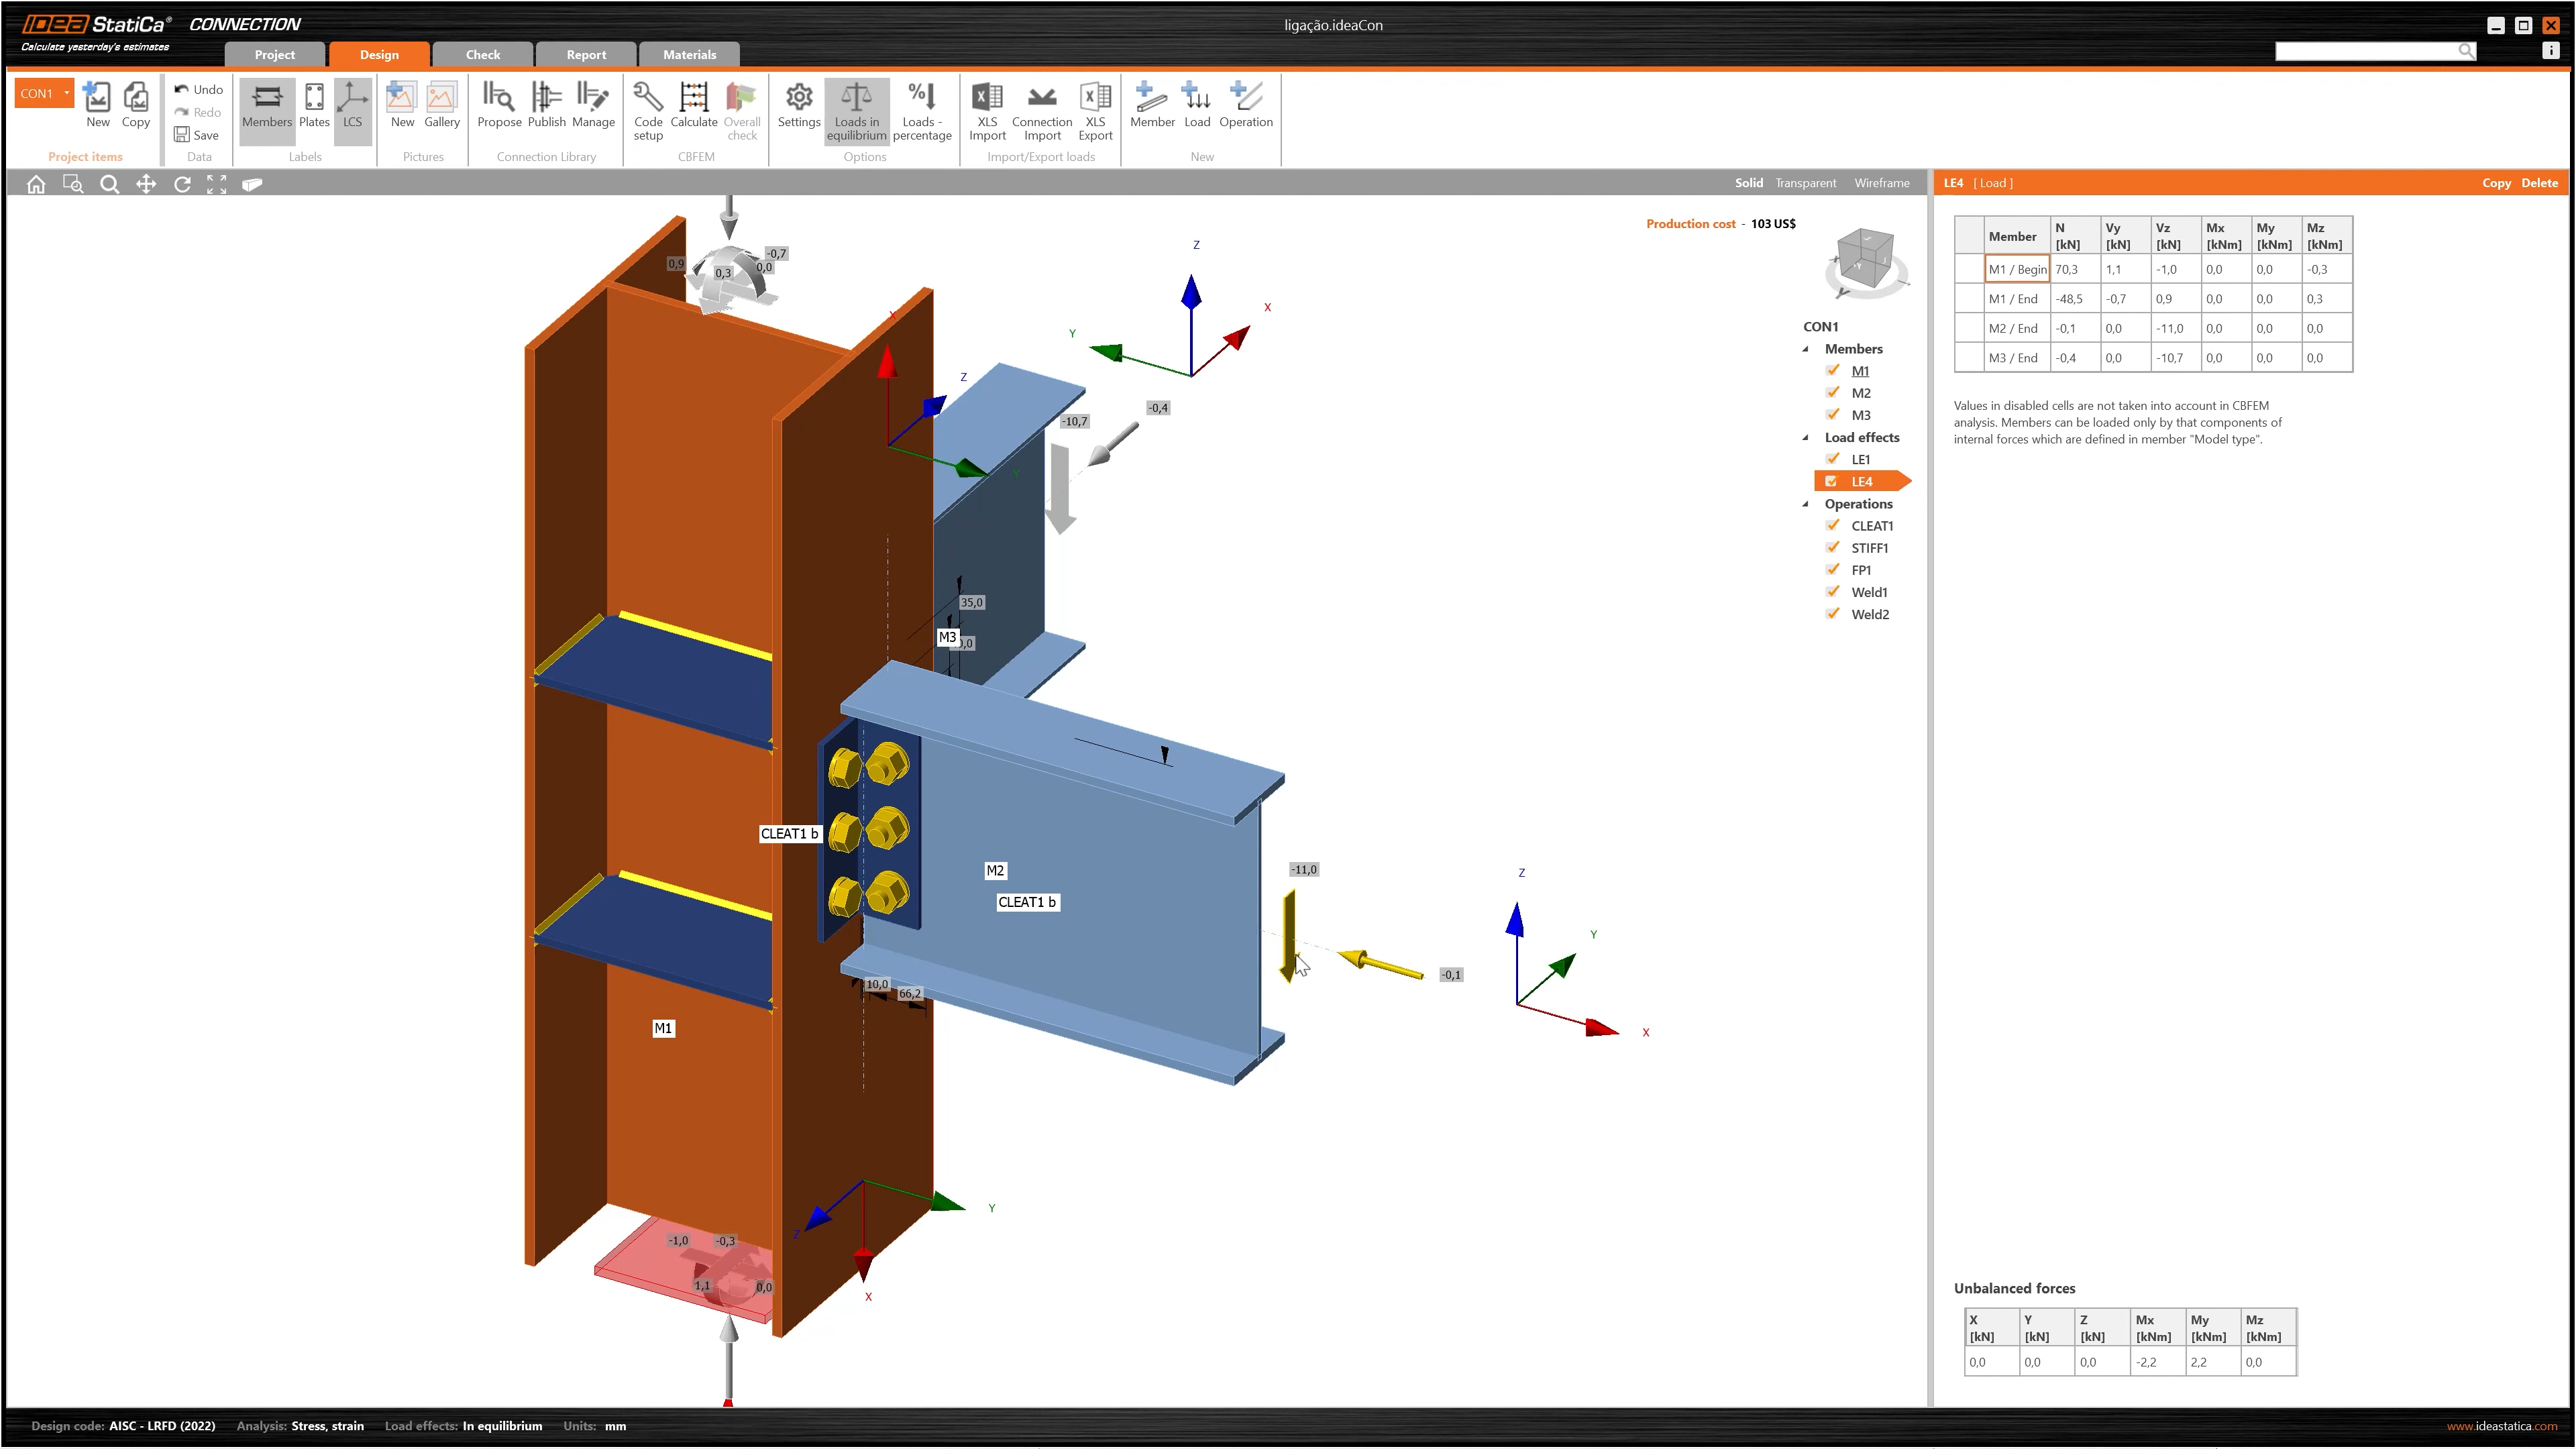 IDEA StatiCa® CONNECTION
Calculate yesterday's estimates
ligação.ideaCon
i
Project Design Check Report Materials
CON1 New Copy
Undo
Redo
Save
Members Plates LCS
New Gallery
Propose Publish Manage
Code setup Calculate Overall check
Settings Loads in equilibrium Loads - percentage
XLS Import Connection Import XLS Export
Member Load Operation
Project items Data Labels Pictures Connection Library CBFEM Options Import/Export loads New
Solid Transparent Wireframe
LE4 [ Load ] Copy Delete
Production cost - 103 US$
CON1
Members
M1
M2
M3
Load effects
LE1
LE4
Operations
CLEAT1
STIFF1
FP1
Weld1
Weld2
Member N [kN] Vy [kN] Vz [kN] Mx [kNm] My [kNm] Mz [kNm]
M1 / Begin 70,3 1,1 -1,0 0,0 0,0 -0,3
M1 / End -48,5 -0,7 0,9 0,0 0,0 0,3
M2 / End -0,1 0,0 -11,0 0,0 0,0 0,0
M3 / End -0,4 0,0 -10,7 0,0 0,0 0,0
Values in disabled cells are not taken into account in CBFEM
analysis. Members can be loaded only by that components of
internal forces which are defined in member "Model type".
-0,7
0,9
0,3
0,0
Z
X
Y
X
Z
Y
-0,4
-10,7
35,0
M3
CLEAT1 b
M2
CLEAT1 b
-11,0
-0,1
Z
Y
X
10,0
66,2
M1
Y
Z
X
-1,0
-0,3
1,1
0,0
Unbalanced forces
X [kN] Y [kN] Z [kN] Mx [kNm] My [kNm] Mz [kNm]
0,0 0,0 0,0 -2,2 2,2 0,0
Design code: AISC - LRFD (2022) Analysis: Stress, strain Load effects: In equilibrium Units: mm
www.ideastatica.com